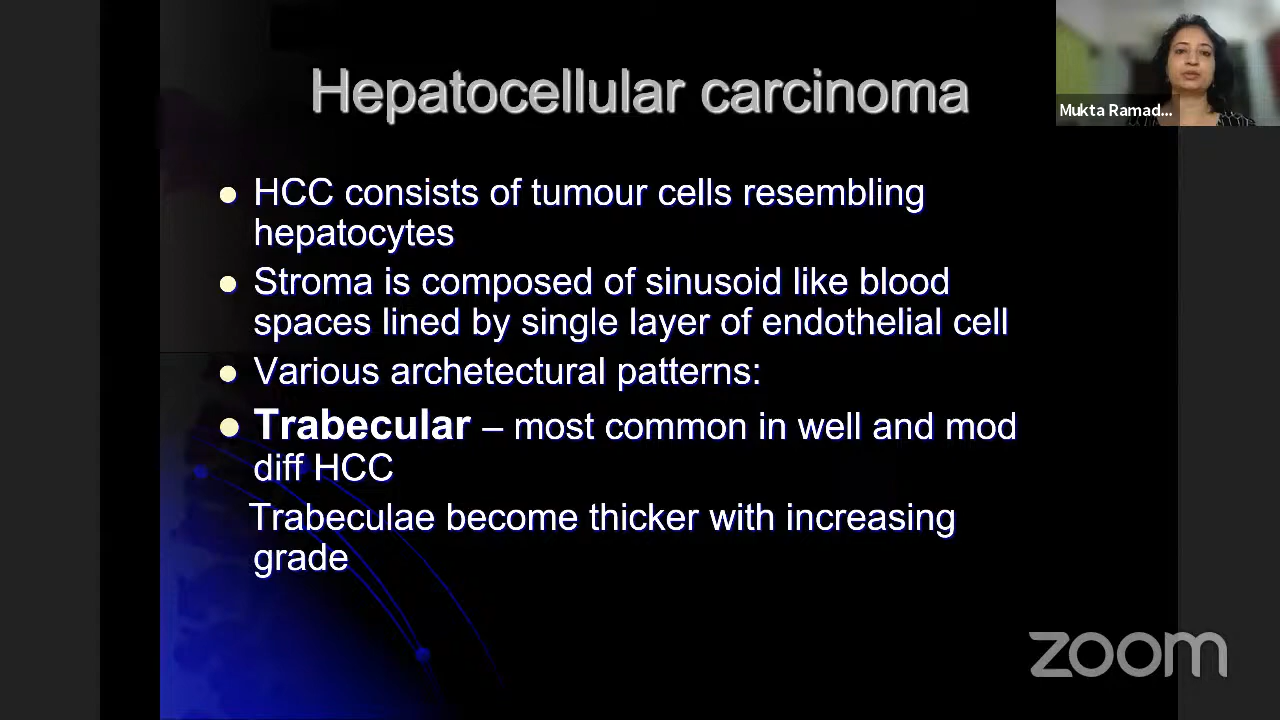 Hepatocellular carcinoma
Mukta Ramad...
● HCC consists of tumour cells resembling
hepatocytes
● Stroma is composed of sinusoid like blood
spaces lined by single layer of endothelial cell
● Various archetectural patterns:
● Trabecular – most common in well and mod
diff HCC
Trabeculae become thicker with increasing
grade
zoom